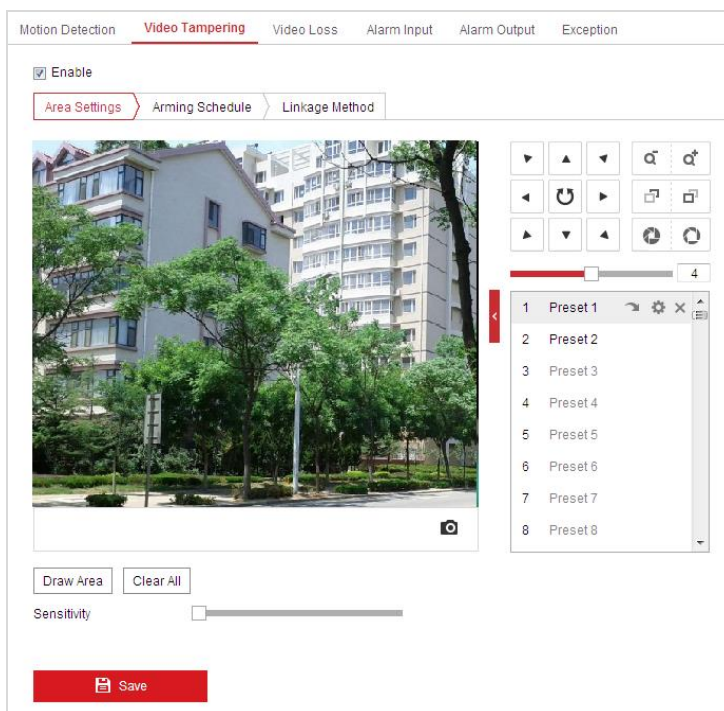 Motion Detection Video Tampering Video Loss Alarm Input Alarm Output Exception
Enable
Area Settings Arming Schedule Linkage Method
4
1 Preset 1
2 Preset 2
3 Preset 3
4 Preset 4
5 Preset 5
6 Preset 6
7 Preset 7
8 Preset 8
Draw Area Clear All
Sensitivity
Save